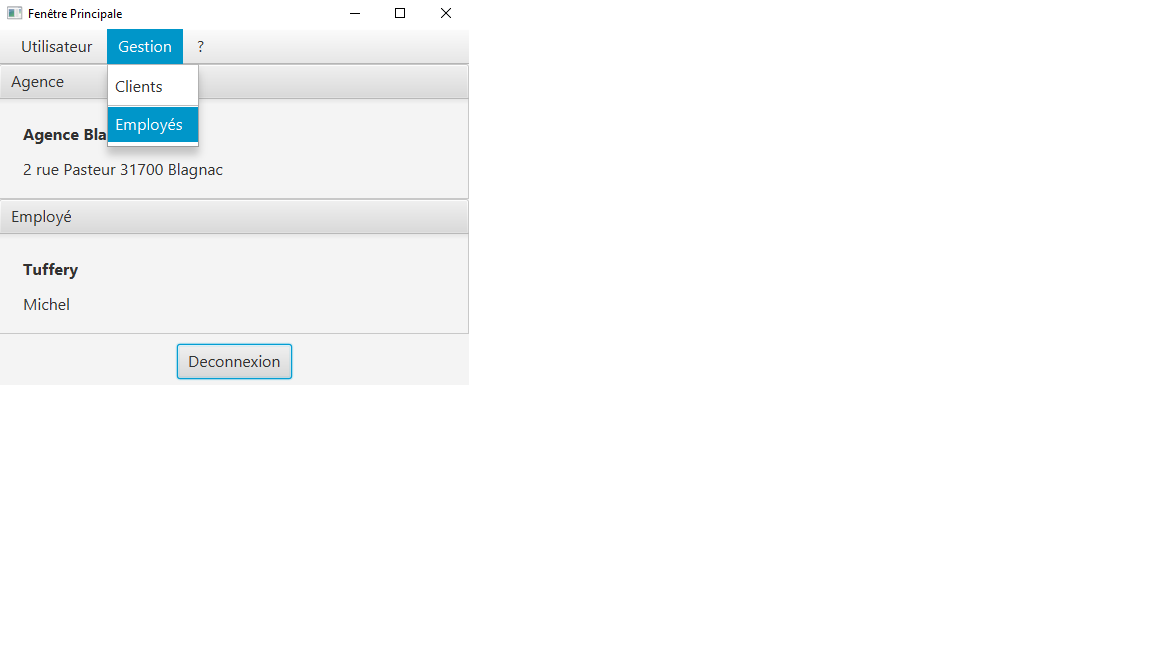 Fenêtre Principale
Utilisateur Gestion ?
Agence
Clients
Employés
Agence Bla
2 rue Pasteur 31700 Blagnac
Employé
Tuffery
Michel
Deconnexion